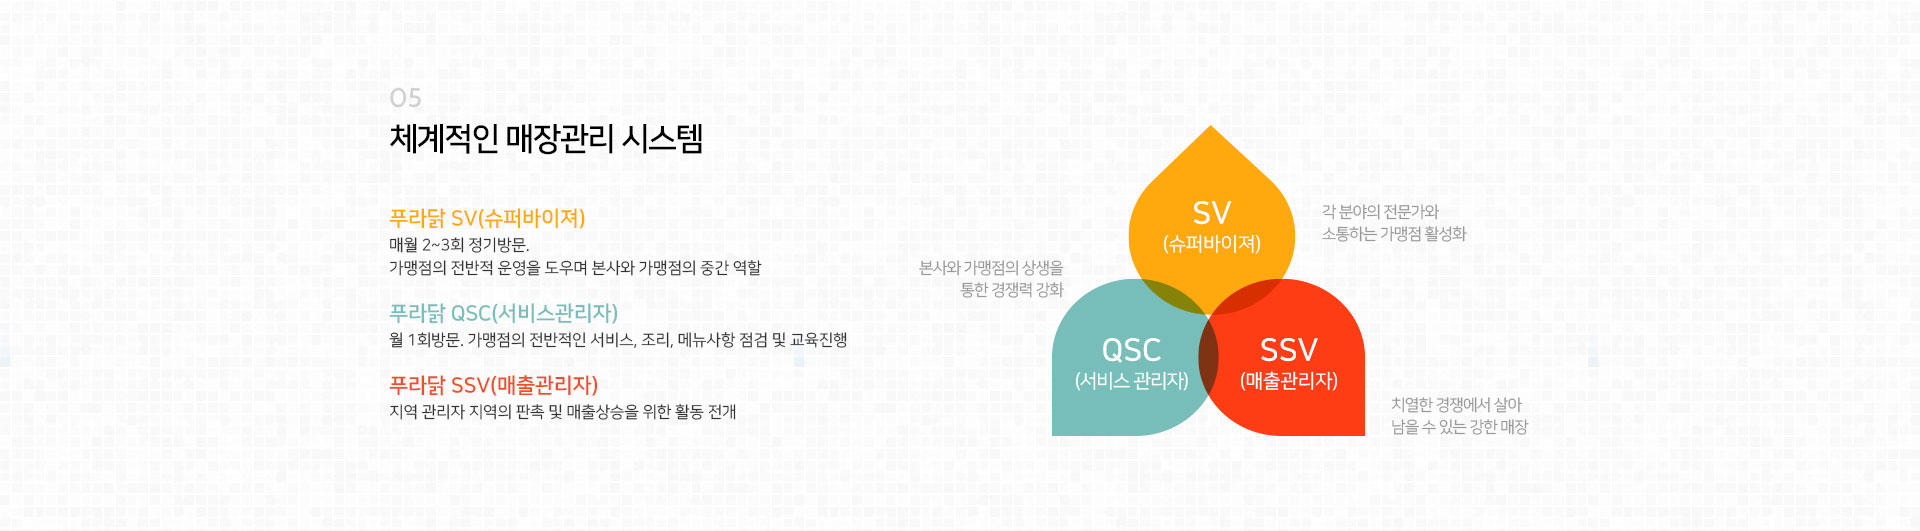 05
체계적인 매장관리 시스템
푸라닭 SV(슈퍼바이져)
매월 2~3회 정기방문.
가맹점의 전반적 운영을 도우며 본사와 가맹점의 중간 역할
푸라닭 QSC(서비스관리자)
월 1회방문. 가맹점의 전반적인 서비스, 조리, 메뉴사항 점검 및 교육진행
푸라닭 SSV(매출관리자)
지역 관리자 지역의 판촉 및 매출상승을 위한 활동 전개
SV
(슈퍼바이져)
각 분야의 전문가와
소통하는 가맹점 활성화
본사와 가맹점의 상생을
통한 경쟁력 강화
QSC
(서비스 관리자)
SSV
(매출관리자)
치열한 경쟁에서 살아
남을 수 있는 강한 매장